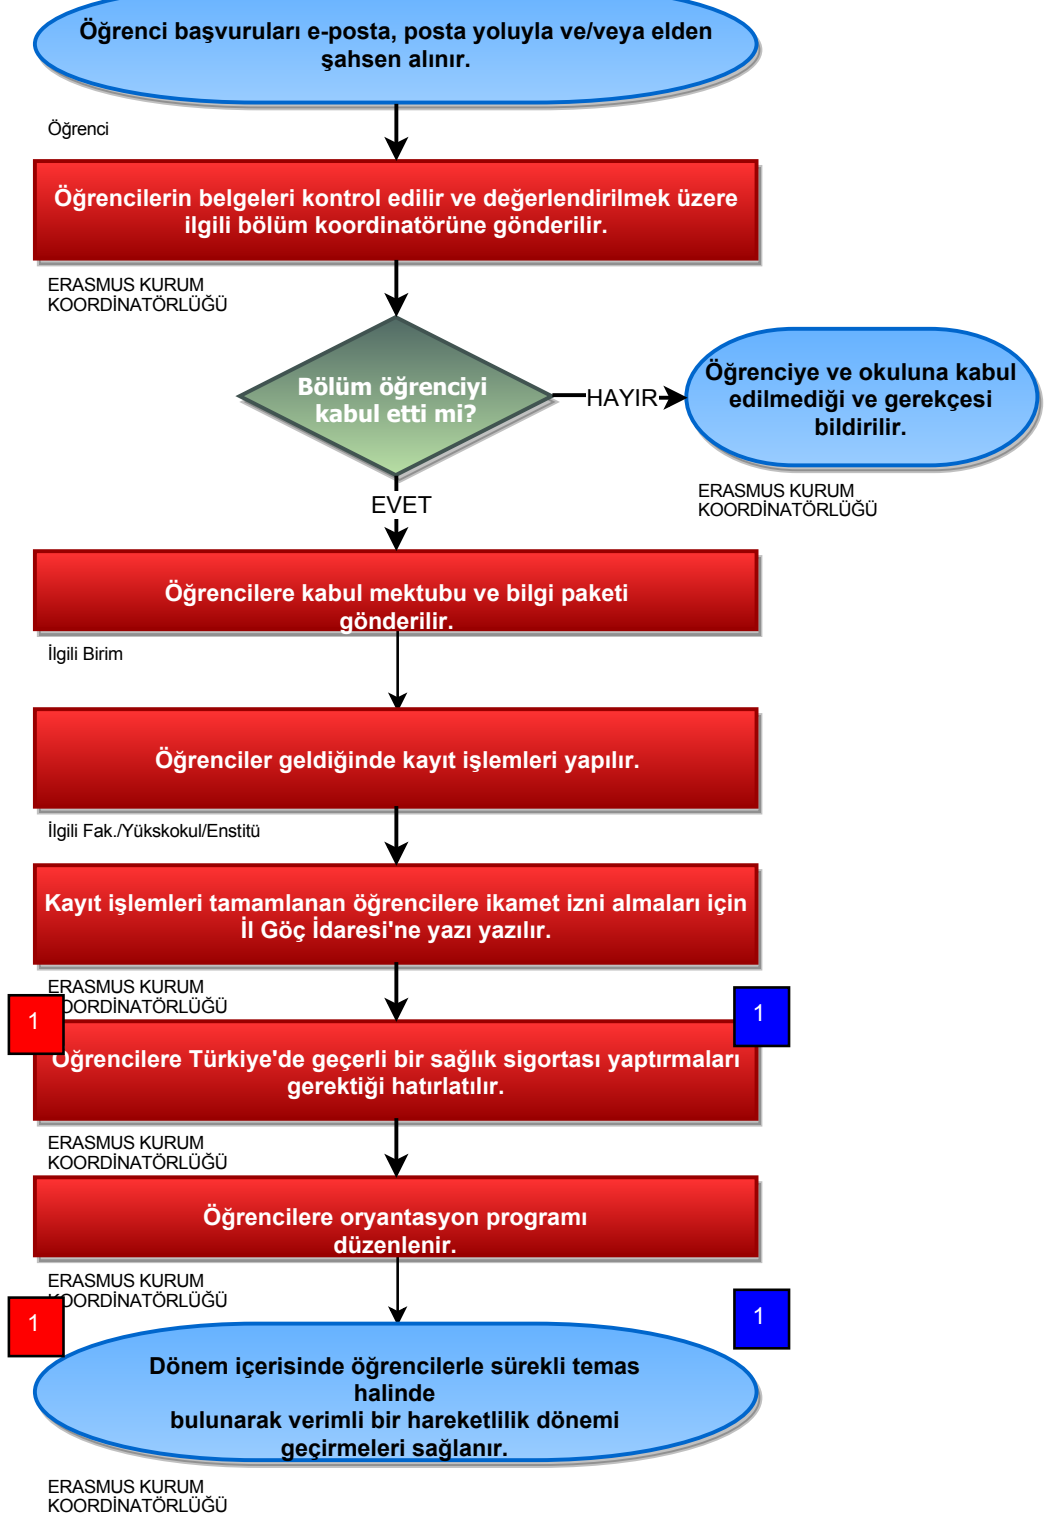 Öğrenci başvuruları e-posta, posta yoluyla ve/veya elden
şahsen alınır.
Öğrenci
Öğrencilerin belgeleri kontrol edilir ve değerlendirilmek üzere
ilgili bölüm koordinatörüne gönderilir.
ERASMUS KURUM
KOORDİNATÖRLÜĞÜ
Bölüm öğrenciyi
kabul etti mi?
HAYIR
Öğrenciye ve okuluna kabul
edilmediği ve gerekçesi
bildirilir.
ERASMUS KURUM
KOORDİNATÖRLÜĞÜ
EVET
Öğrencilere kabul mektubu ve bilgi paketi
gönderilir.
İlgili Birim
Öğrenciler geldiğinde kayıt işlemleri yapılır.
İlgili Fak./Yükskokul/Enstitü
Kayıt işlemleri tamamlanan öğrencilere ikamet izni almaları için
İl Göç İdaresi'ne yazı yazılır.
ERASMUS KURUM
KOORDİNATÖRLÜĞÜ
1
1
Öğrencilere Türkiye'de geçerli bir sağlık sigortası yaptırmaları
gerektiği hatırlatılır.
ERASMUS KURUM
KOORDİNATÖRLÜĞÜ
Öğrencilere oryantasyon programı
düzenlenir.
ERASMUS KURUM
KOORDİNATÖRLÜĞÜ
1
1
Dönem içerisinde öğrencilerle sürekli temas
halinde
bulunarak verimli bir hareketlilik dönemi
geçirmeleri sağlanır.
ERASMUS KURUM
KOORDİNATÖRLÜĞÜ